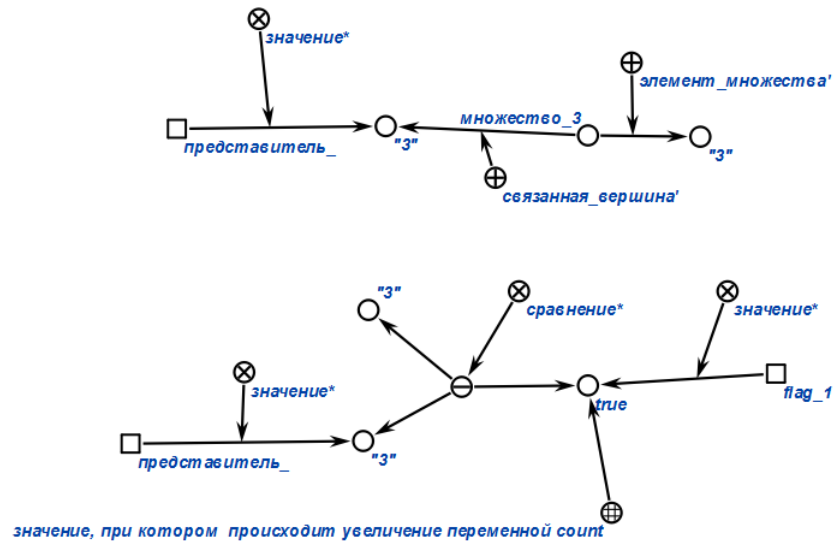 значение*
элемент_множества'
множество_3
представитель_
"3"
"3"
связанная_вершина'
"3"
сравнение*
значение*
значение*
true
flag_1
представитель_
"3"
значение, при котором происходит увеличение переменной count